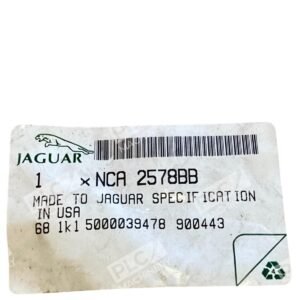 JAGUAR
1 × NCA 2578BB
MADE TO JAGUAR SPECIFICATION
IN USA
68 1k1 5000039478 900443